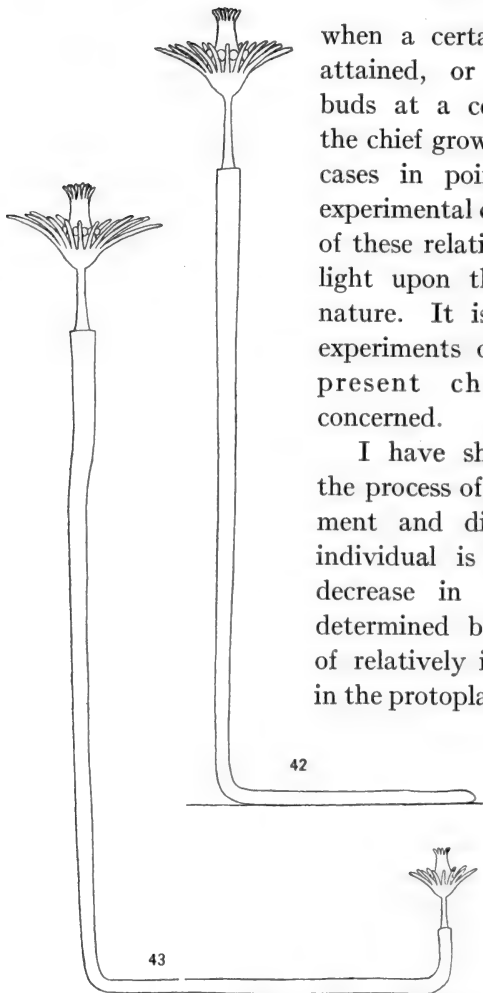 when a certa
attained, or
buds at a ce
the chief grow
cases in poi
experimental c
of these relati
light upon th
nature. It is
experiments o
present ch
concerned.
I have sh
the process of
ment and di
individual is
decrease in
determined b
of relatively i
in the protopla
42
43